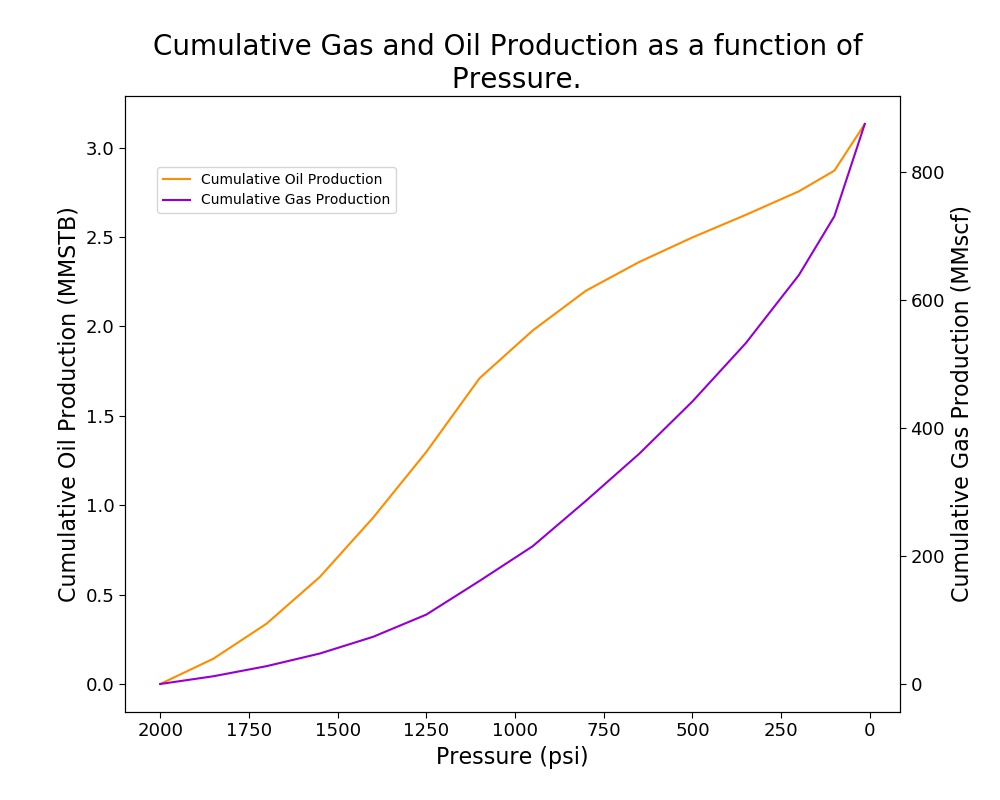 Cumulative Gas and Oil Production as a function of
Pressure.
Cumulative Oil Production
Cumulative Gas Production
Cumulative Oil Production (MMSTB)
3.0
2.5
2.0
1.5
1.0
0.5
0.0
800
600
400
200
0
Cumulative Gas Production (MMscf)
2000 1750 1500 1250 1000 750 500 250 0
Pressure (psi)